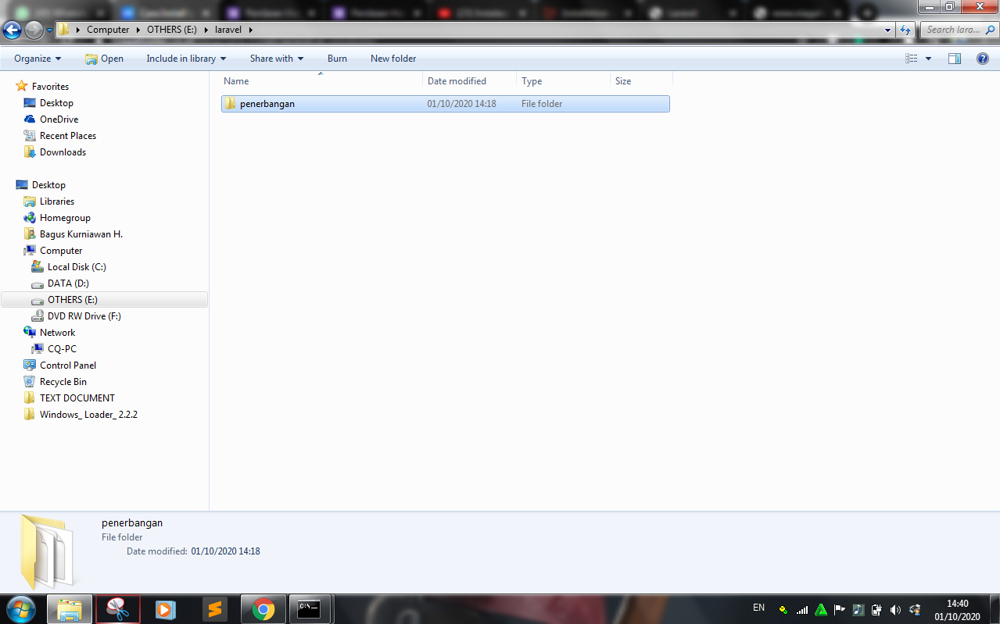 Computer OTHERS (E:) laravel
Search lara...
Organize Open Include in library Share with Burn New folder
Name Date modified Type Size
penerbangan 01/10/2020 14:18 File folder
Favorites
Desktop
OneDrive
Recent Places
Downloads
Desktop
Libraries
Homegroup
Bagus Kurniawan H.
Computer
Local Disk (C:)
DATA (D:)
OTHERS (E:)
DVD RW Drive (F:)
Network
CQ-PC
Control Panel
Recycle Bin
TEXT DOCUMENT
Windows_ Loader_ 2.2.2
penerbangan
File folder
Date modified: 01/10/2020 14:18
EN
14:40
01/10/2020